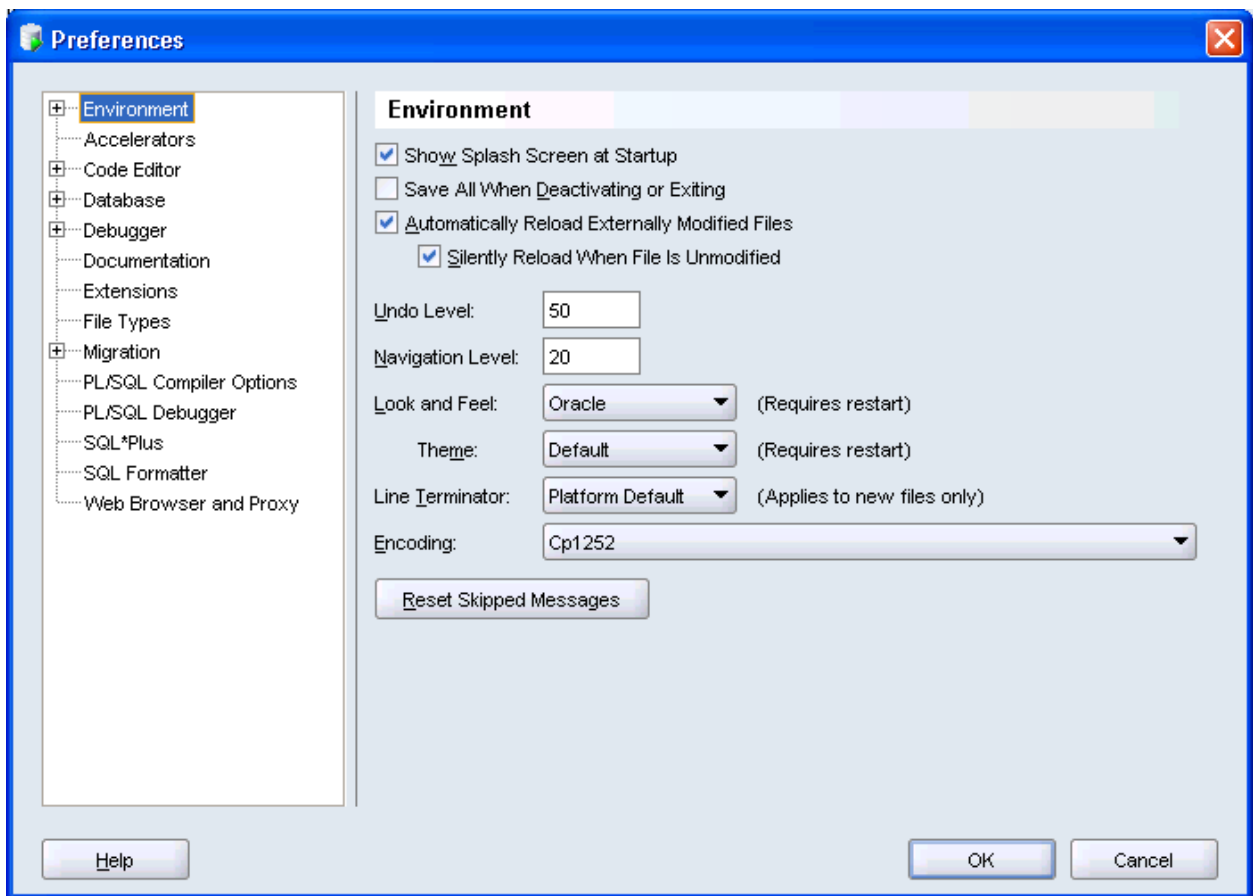 Preferences
Environment
Accelerators
Code Editor
Database
Debugger
Documentation
Extensions
File Types
Migration
PL/SQL Compiler Options
PL/SQL Debugger
SQL*Plus
SQL Formatter
Web Browser and Proxy
Environment
Show Splash Screen at Startup
Save All When Deactivating or Exiting
Automatically Reload Externally Modified Files
Silently Reload When File Is Unmodified
Undo Level: 50
Navigation Level: 20
Look and Feel: Oracle (Requires restart)
Theme: Default (Requires restart)
Line Terminator: Platform Default (Applies to new files only)
Encoding: Cp1252
Reset Skipped Messages
Help OK Cancel